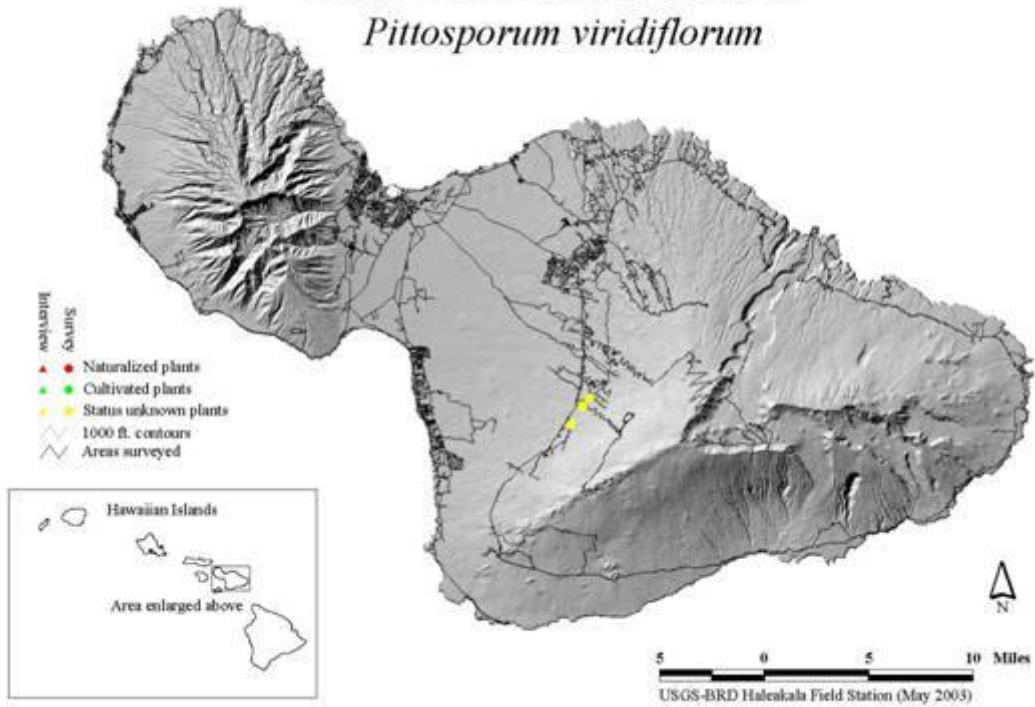 Pittosporum viridiflorum
Interview
Survey
Naturalized plants
Cultivated plants
Status unknown plants
1000 ft. contours
Areas surveyed
Hawaiian Islands
Area enlarged above
N
5 0 5 10 Miles
USGS-BRD Haleakala Field Station (May 2003)